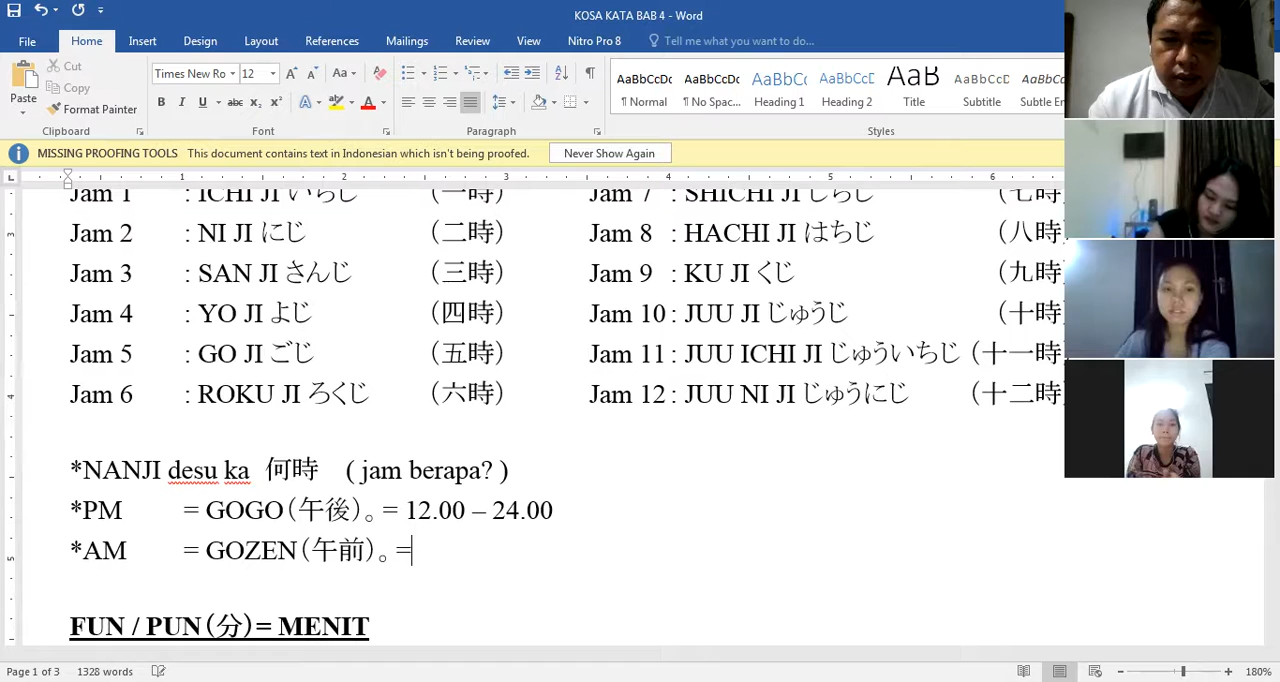 KOSA KATA BAB 4 - Word
File Home Insert Design Layout References Mailings Review View Nitro Pro 8 Tell me what you want to do...
Cut
Copy
Format Painter
Paste
Times New Ro 12
AaBbCcDc AaBbCcDc AaBbCc AaBbCcC AaB AaBbCcD
¶ Normal ¶ No Spac... Heading 1 Heading 2 Title Subtitle Subtle Em
Clipboard Font Paragraph Styles
MISSING PROOFING TOOLS This document contains text in Indonesian which isn't being proofed. Never Show Again
Jam 1 : ICHI JI いちじ (一時) Jam 7 : SHICHI JI しちじ (七時)
Jam 2 : NI JI にじ (二時) Jam 8 : HACHI JI はちじ (八時
Jam 3 : SAN JI さんじ (三時) Jam 9 : KU JI くじ (九時
Jam 4 : YO JI よじ (四時) Jam 10 : JUU JI じゅうじ (十時
Jam 5 : GO JI ごじ (五時) Jam 11 : JUU ICHI JI じゅういちじ (十一時
Jam 6 : ROKU JI ろくじ (六時) Jam 12 : JUU NI JI じゅうにじ (十二時
*NANJI desu ka 何時 ( jam berapa? )
*PM = GOGO(午後)。= 12.00 – 24.00
*AM = GOZEN(午前)。=
FUN / PUN(分)= MENIT
Page 1 of 3 1328 words 180%